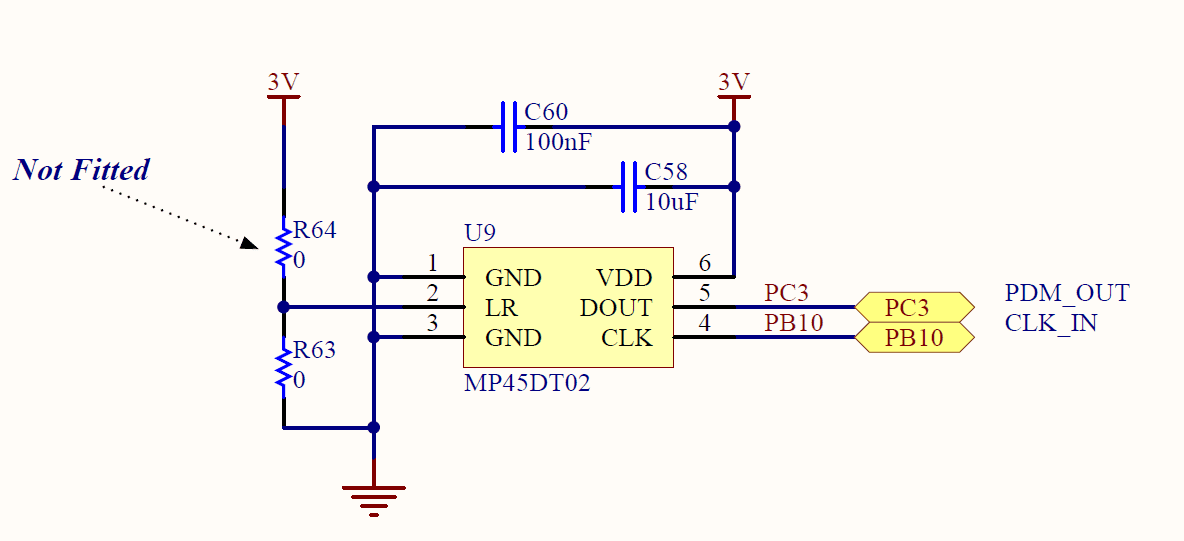 3V
3V
C60
100nF
Not Fitted
C58
10uF
R64
0
U9
1 GND VDD 6
2 LR DOUT 5 PC3 PC3 PDM_OUT
3 GND CLK 4 PB10 PB10 CLK_IN
R63
0
MP45DT02